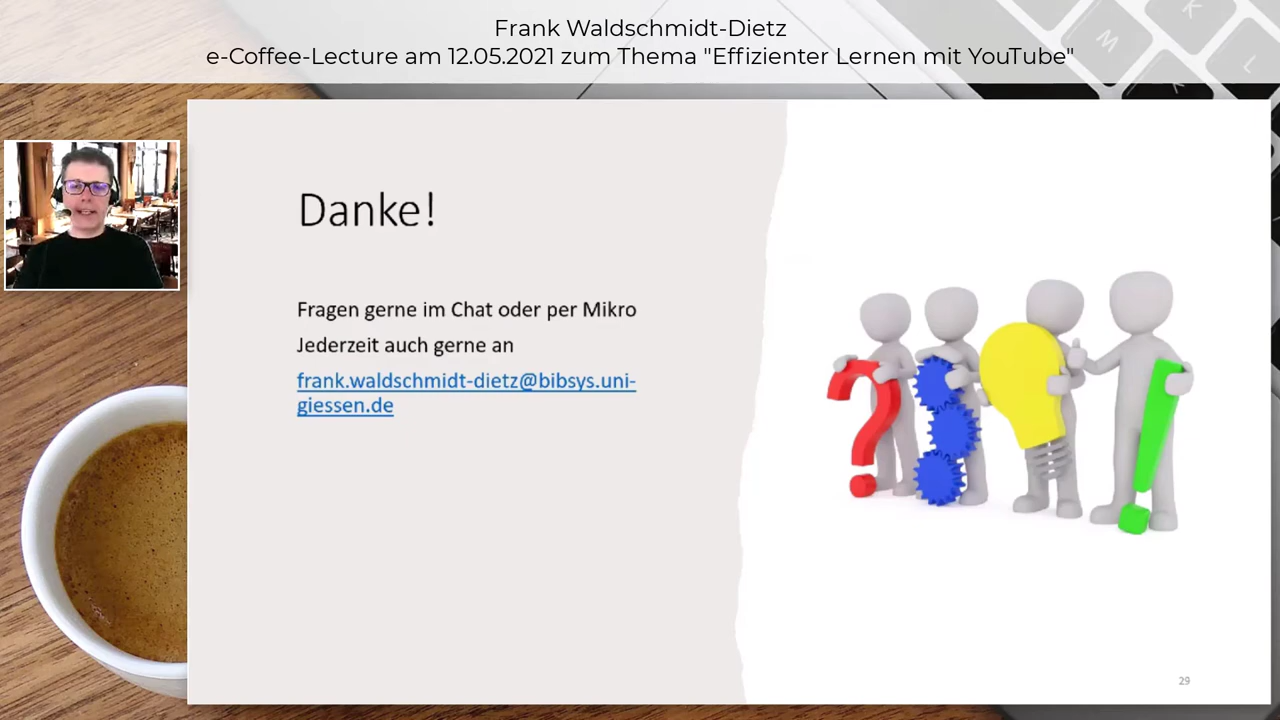 Frank Waldschmidt-Dietz
e-Coffee-Lecture am 12.05.2021 zum Thema "Effizienter Lernen mit YouTube"
M
K
L
K
Danke!
Fragen gerne im Chat oder per Mikro
Jederzeit auch gerne an
frank.waldschmidt-dietz@bibsys.uni-
giessen.de
29